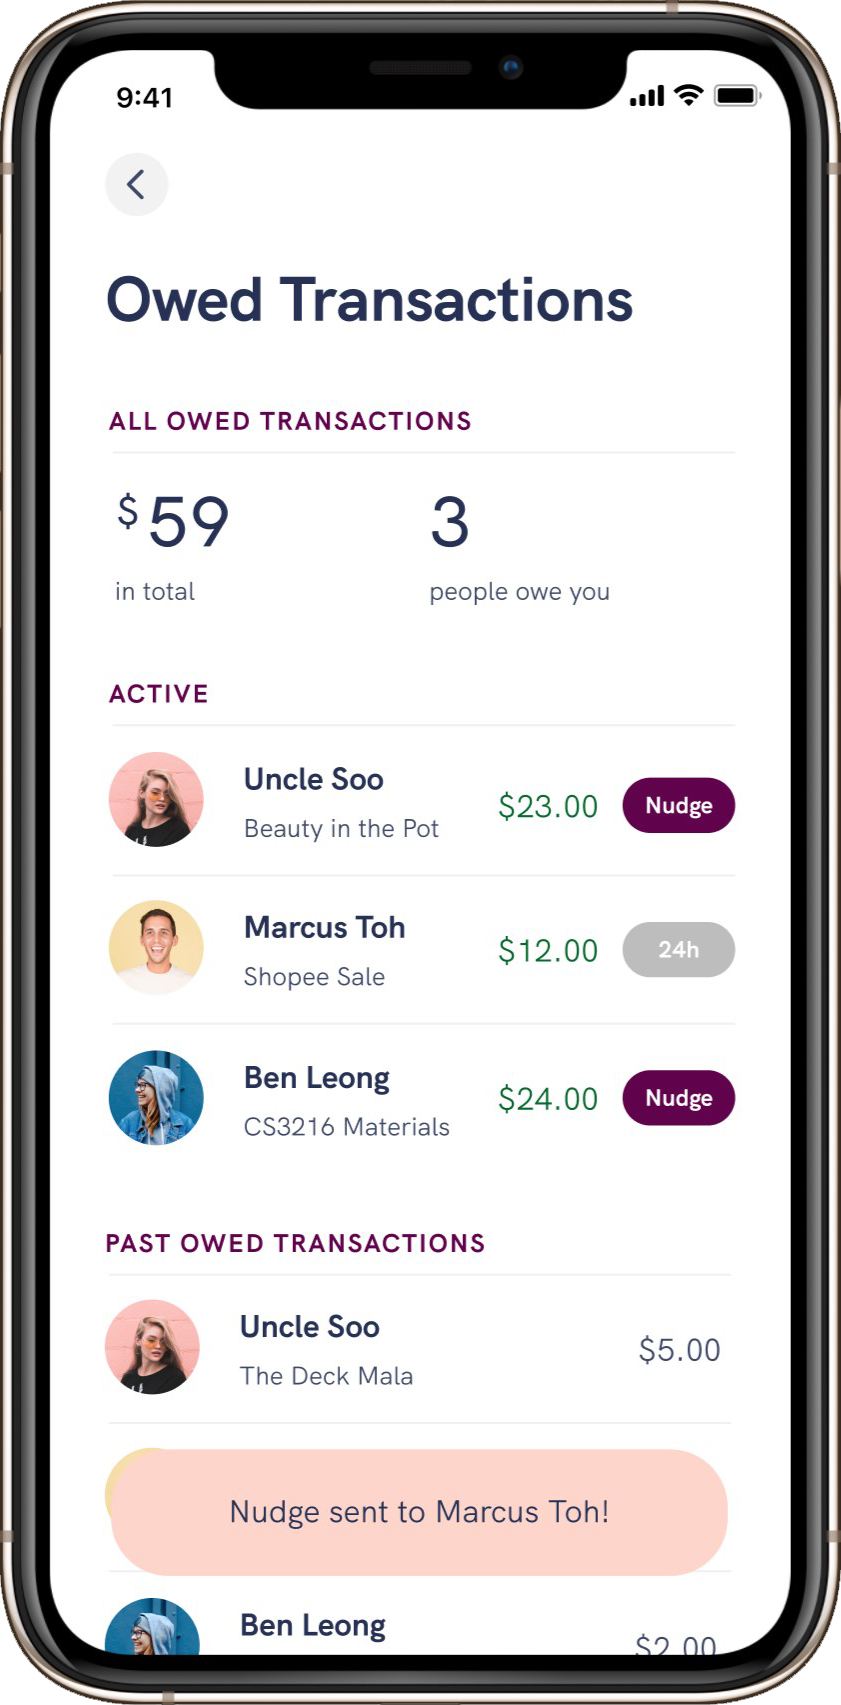 9:41
Owed Transactions
ALL OWED TRANSACTIONS
$59 3
in total people owe you
ACTIVE
Uncle Soo
Beauty in the Pot
$23.00 Nudge
Marcus Toh
Shopee Sale
$12.00 24h
Ben Leong
CS3216 Materials
$24.00 Nudge
PAST OWED TRANSACTIONS
Uncle Soo
The Deck Mala
$5.00
Nudge sent to Marcus Toh!
Ben Leong
$2.00